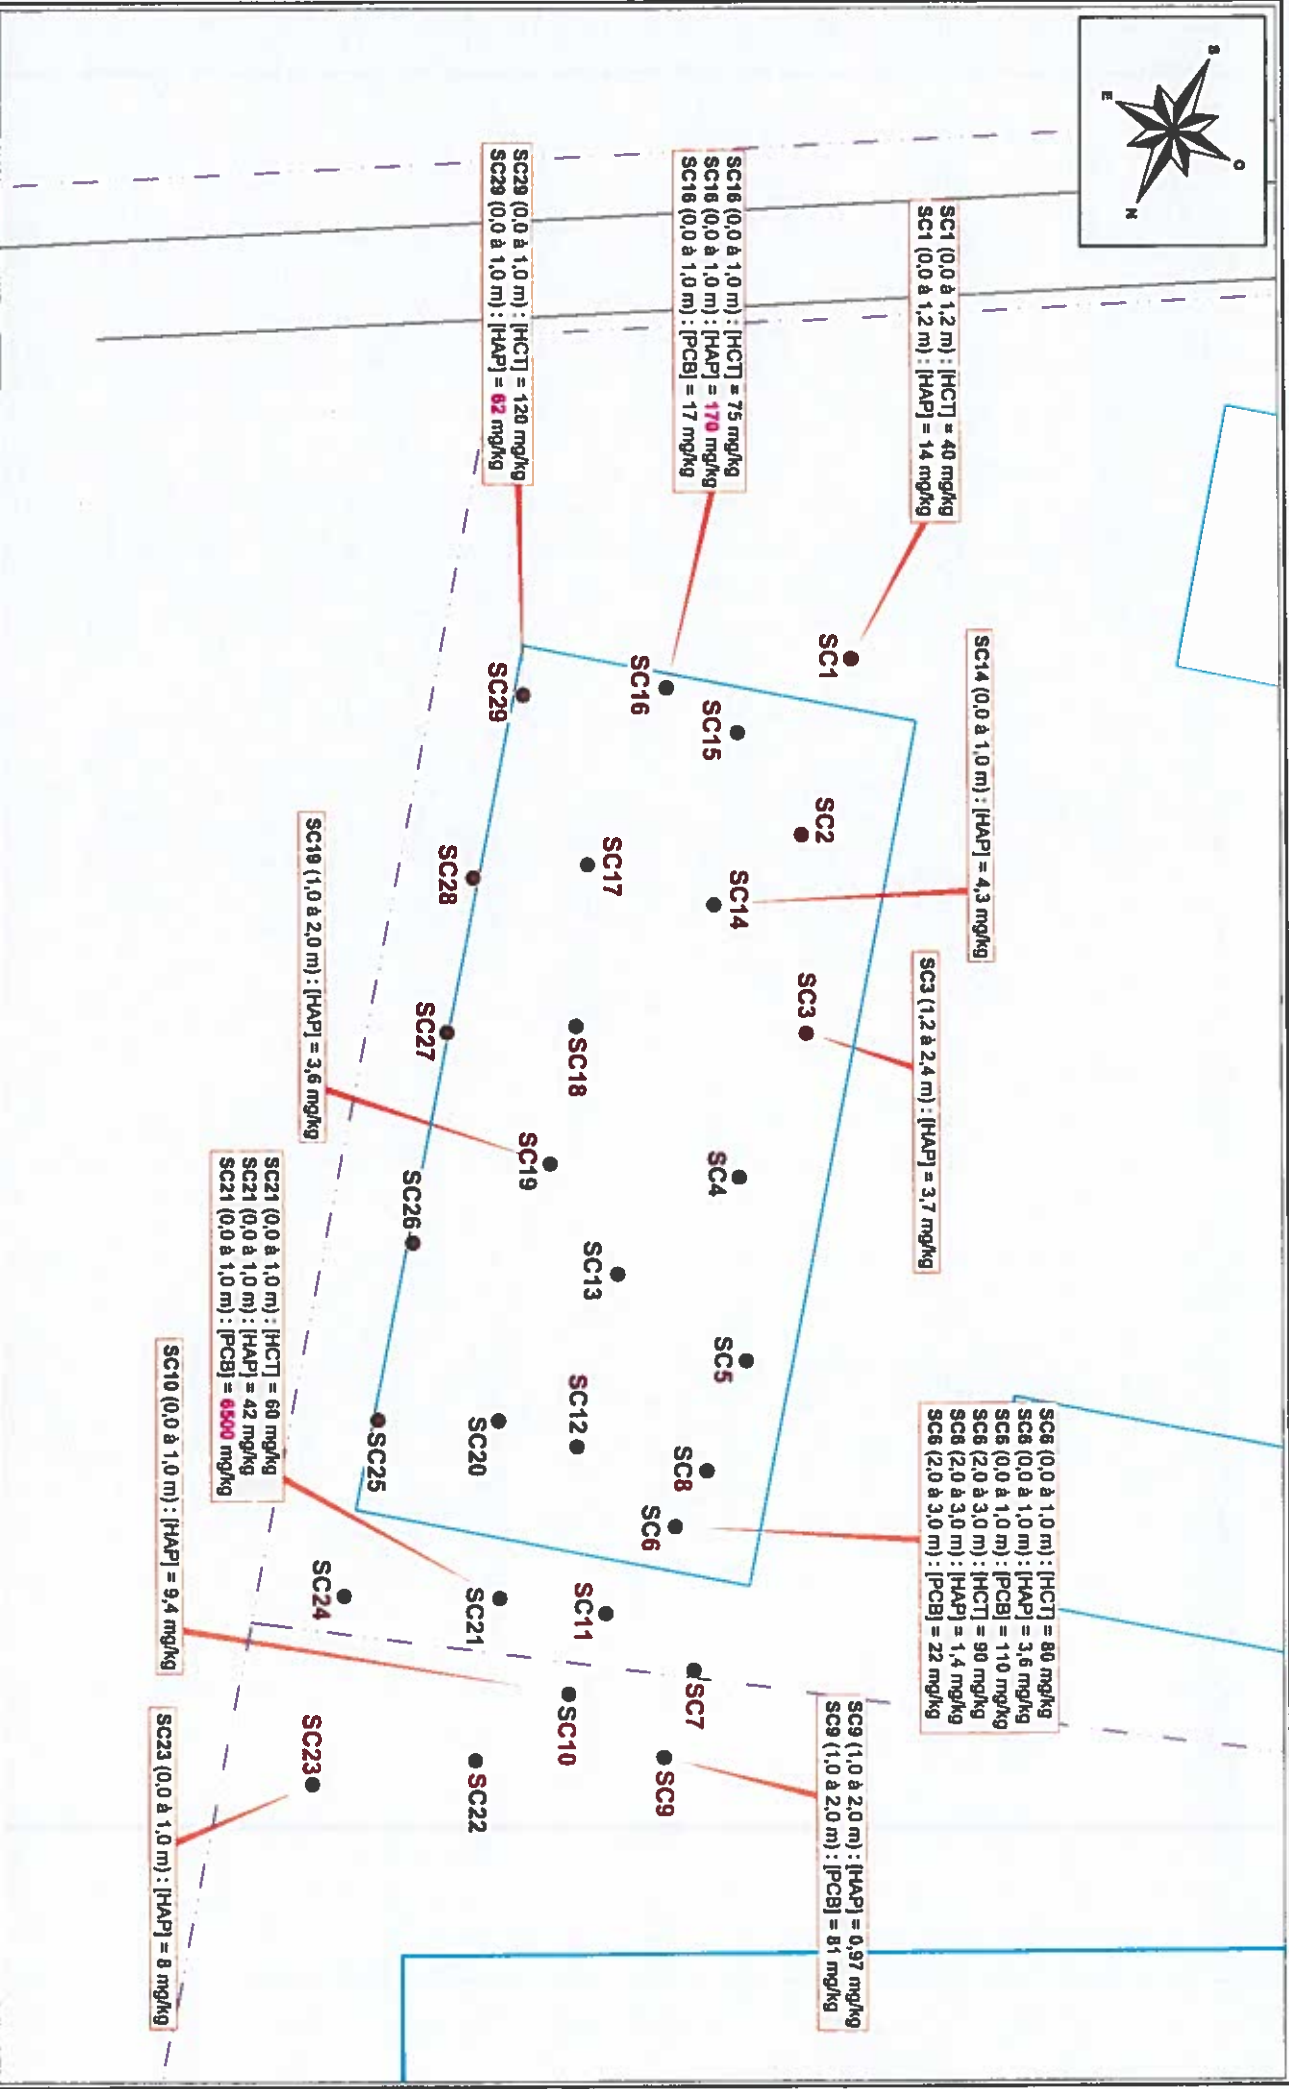 S
O
E
N
SC1 (0,0 à 1,2 m) : [HCT] = 40 mg/kg
SC1 (0,0 à 1,2 m) : [HAP] = 14 mg/kg
SC16 (0,0 à 1,0 m) : [HCT] = 75 mg/kg
SC16 (0,0 à 1,0 m) : [HAP] = 170 mg/kg
SC16 (0,0 à 1,0 m) : [PCB] = 17 mg/kg
SC29 (0,0 à 1,0 m) : [HCT] = 120 mg/kg
SC29 (0,0 à 1,0 m) : [HAP] = 62 mg/kg
SC14 (0,0 à 1,0 m) : [HAP] = 4,3 mg/kg
SC3 (1,2 à 2,4 m) : [HAP] = 3,7 mg/kg
SC6 (0,0 à 1,0 m) : [HCT] = 80 mg/kg
SC6 (0,0 à 1,0 m) : [HAP] = 3,6 mg/kg
SC6 (0,0 à 1,0 m) : [PCB] = 110 mg/kg
SC6 (2,0 à 3,0 m) : [HCT] = 90 mg/kg
SC6 (2,0 à 3,0 m) : [HAP] = 1,4 mg/kg
SC6 (2,0 à 3,0 m) : [PCB] = 22 mg/kg
SC9 (1,0 à 2,0 m) : [HAP] = 0,97 mg/kg
SC9 (1,0 à 2,0 m) : [PCB] = 81 mg/kg
SC1
SC15
SC16
SC29
SC2
SC14
SC17
SC28
SC3
SC18
SC27
SC4
SC19
SC26
SC13
SC5
SC12
SC20
SC25
SC8
SC6
SC11
SC21
SC24
SC7
SC10
SC9
SC22
SC23
SC19 (1,0 à 2,0 m) : [HAP] = 3,6 mg/kg
SC21 (0,0 à 1,0 m) : [HCT] = 60 mg/kg
SC21 (0,0 à 1,0 m) : [HAP] = 42 mg/kg
SC21 (0,0 à 1,0 m) : [PCB] = 6500 mg/kg
SC10 (0,0 à 1,0 m) : [HAP] = 9,4 mg/kg
SC23 (0,0 à 1,0 m) : [HAP] = 8 mg/kg